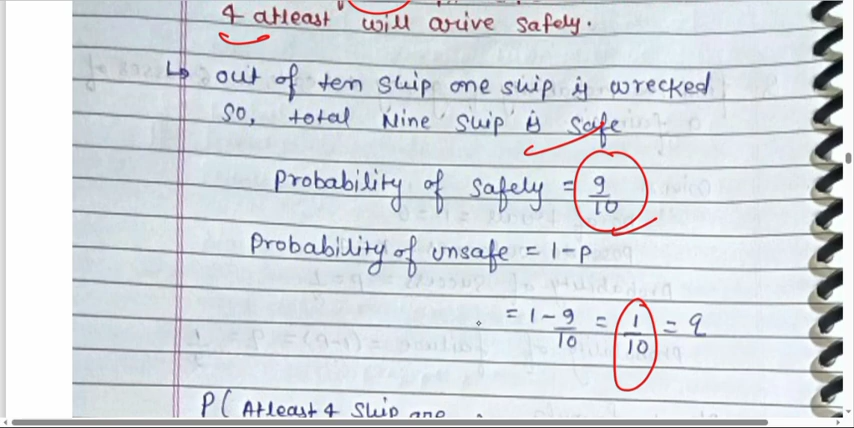 4 atleast will arive safely.
↳ out of ten ship one ship is wrecked
so, total Nine ship is safe
Probability of safely = 9/10
Probability of unsafe = 1-P
= 1 - 9/10 = 1/10 = q
P( Atleast 4 ship are